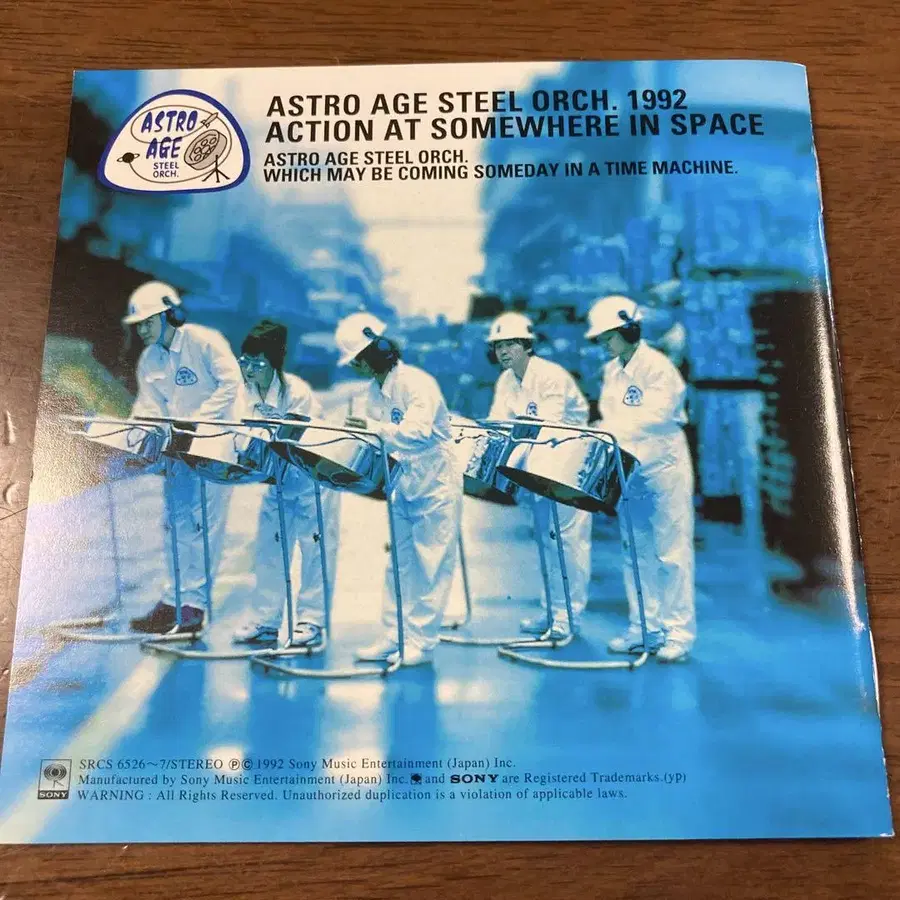 ASTRO
AGE
STEEL
ORCH.
ASTRO AGE STEEL ORCH. 1992
ACTION AT SOMEWHERE IN SPACE
ASTRO AGE STEEL ORCH.
WHICH MAY BE COMING SOMEDAY IN A TIME MACHINE.
SRCS 6526～7/STEREO ℗© 1992 Sony Music Entertainment (Japan) Inc.
Manufactured by Sony Music Entertainment (Japan) Inc. and SONY are Registered Trademarks.(yp)
WARNING : All Rights Reserved. Unauthorized duplication is a violation of applicable laws.
SONY